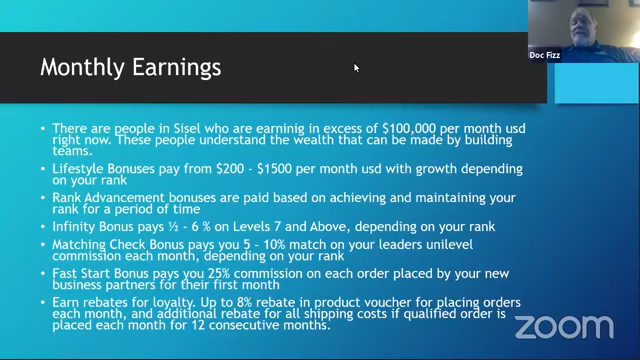 Doc Fizz
Monthly Earnings
• There are people in Sisel who are earninig in excess of $100,000 per month usd
right now. These people understand the wealth that can be made by building
teams.
• Lifestyle Bonuses pay from $200 - $1500 per month usd with growth depending
on your rank
• Rank Advancement bonuses are paid based on achieving and maintaining your
rank for a period of time
• Infinity Bonus pays ½ - 6 % on Levels 7 and Above, depending on your rank
• Matching Check Bonus pays you 5 – 10% match on your leaders unilevel
commission each month, depending on your rank
• Fast Start Bonus pays you 25% commission on each order placed by your new
business partners for their first month
• Earn rebates for loyalty. Up to 8% rebate in product voucher for placing orders
each month, and additional rebate for all shipping costs if qualified order is
placed each month for 12 consecutive months.
zoom